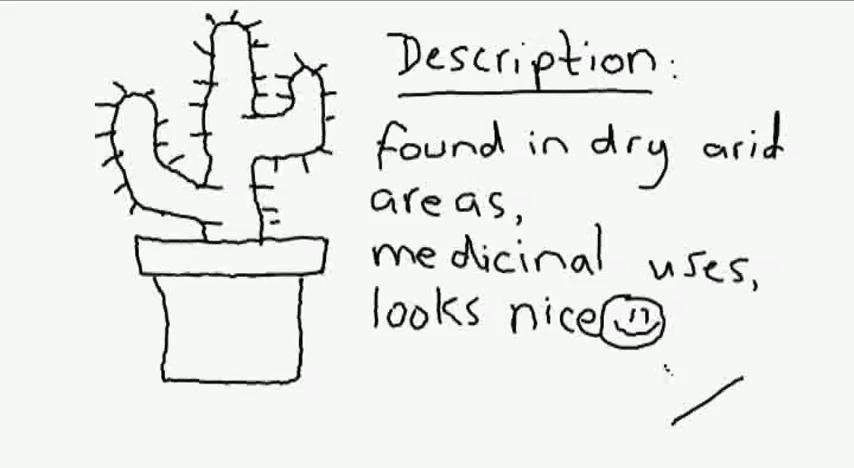 Description:
found in dry arid
areas,
medicinal uses,
looks nice